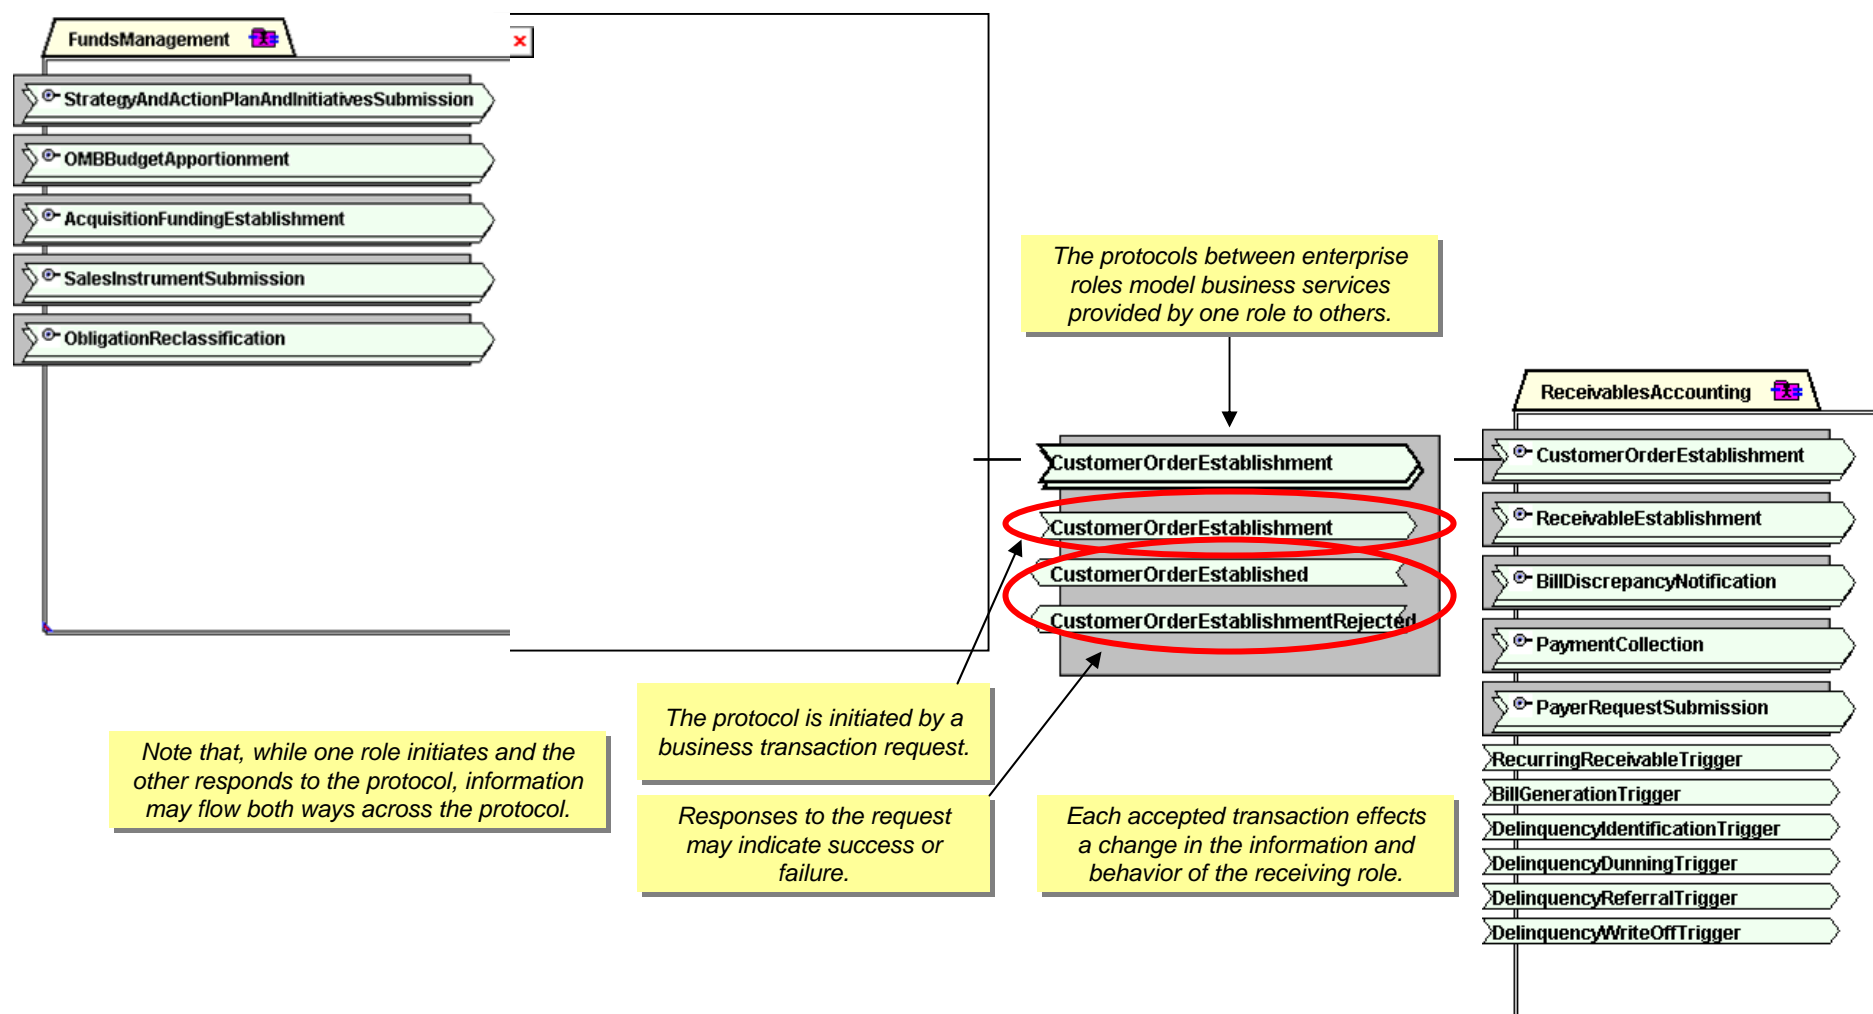 FundsManagement
StrategyAndActionPlanAndInitiativesSubmission
OMBBudgetApportionment
AcquisitionFundingEstablishment
SalesInstrumentSubmission
ObligationReclassification
The protocols between enterprise
roles model business services
provided by one role to others.
CustomerOrderEstablishment
CustomerOrderEstablishment
CustomerOrderEstablished
CustomerOrderEstablishmentRejected
ReceivablesAccounting
CustomerOrderEstablishment
ReceivableEstablishment
BillDiscrepancyNotification
PaymentCollection
PayerRequestSubmission
RecurringReceivableTrigger
BillGenerationTrigger
DelinquencyIdentificationTrigger
DelinquencyDunningTrigger
DelinquencyReferralTrigger
DelinquencyWriteOffTrigger
Note that, while one role initiates and the
other responds to the protocol, information
may flow both ways across the protocol.
The protocol is initiated by a
business transaction request.
Responses to the request
may indicate success or
failure.
Each accepted transaction effects
a change in the information and
behavior of the receiving role.